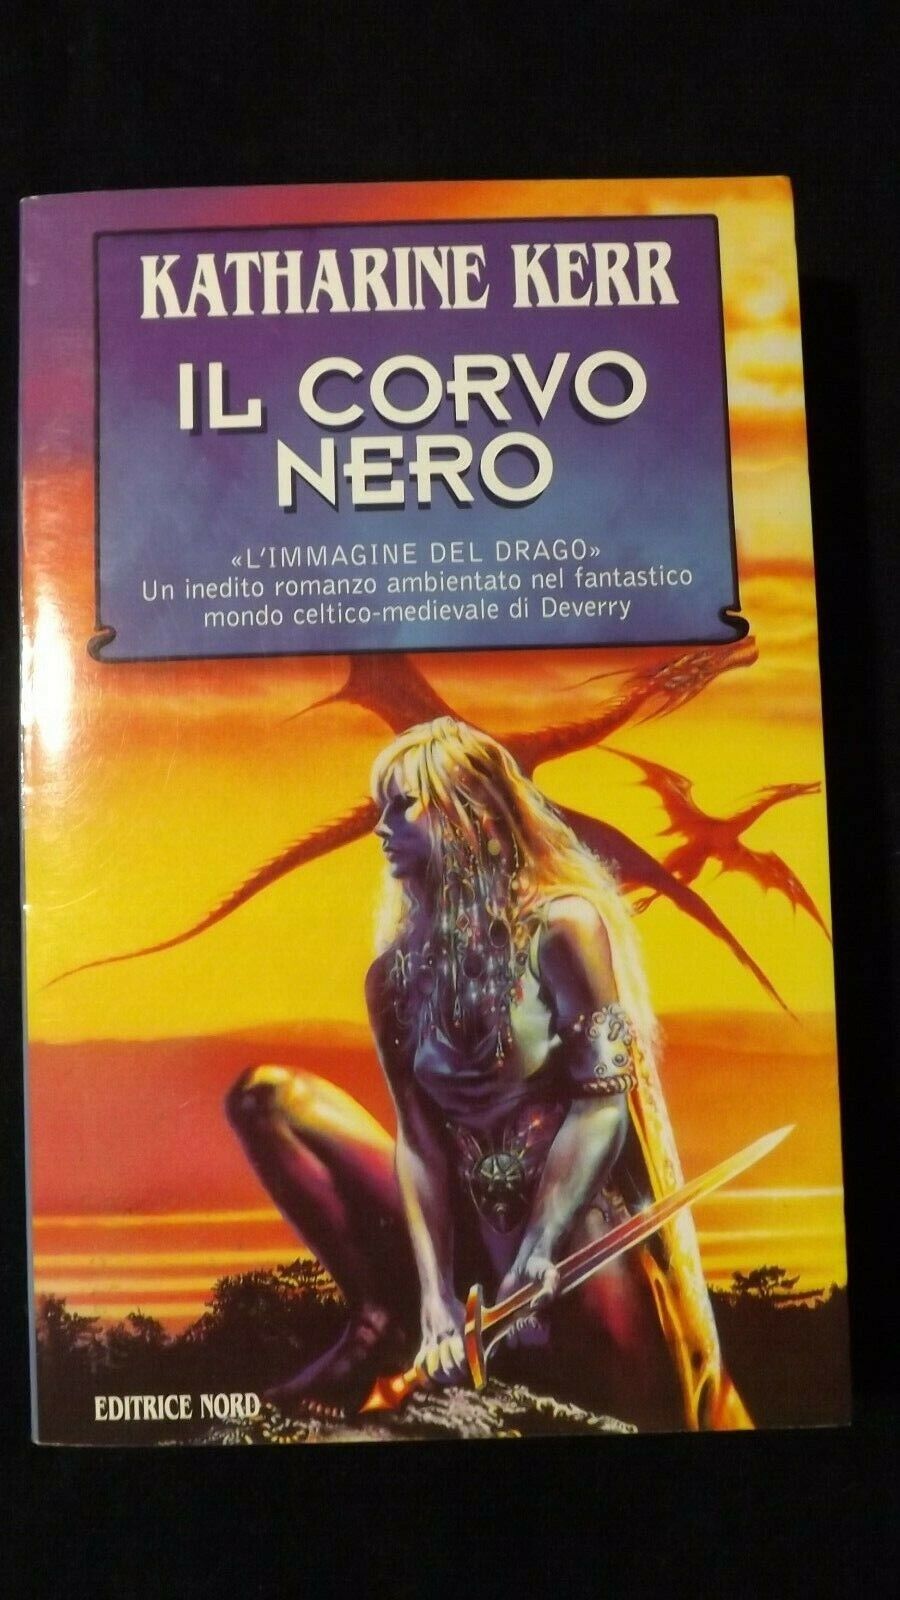 KATHARINE KERR
IL CORVO
NERO
«L'IMMAGINE DEL DRAGO»
Un inedito romanzo ambientato nel fantastico
mondo celtico-medievale di Deverry
EDITRICE NORD